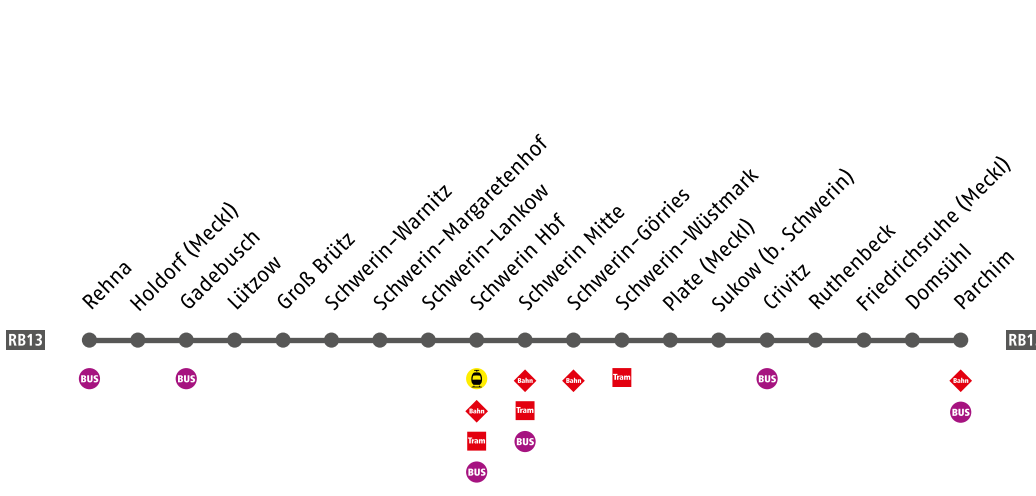 Rehna
Holdorf (Meckl)
Gadebusch
Lützow
Groß Brütz
Schwerin-Warnitz
Schwerin-Margaretenhof
Schwerin-Lankow
Schwerin Hbf
Schwerin Mitte
Schwerin-Görries
Schwerin-Wüstmark
Plate (Meckl)
Sukow (b. Schwerin)
Crivitz
Ruthenbeck
Friedrichsruhe (Meckl)
Domsühl
Parchim
RB13
RB1
BUS
BUS
Bahn
Bahn
Tram
BUS
Bahn
Bahn
Tram
BUS
Tram
BUS
BUS